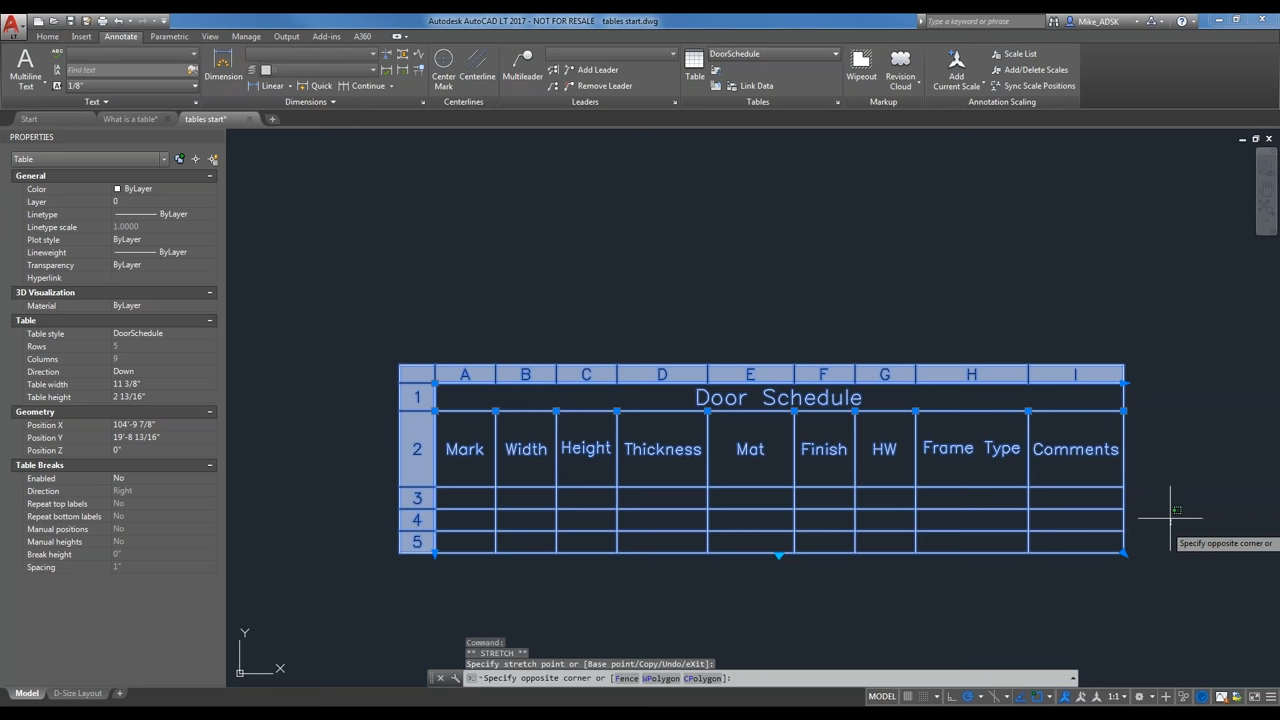 Autodesk AutoCAD LT 2017 - NOT FOR RESALE    tables start.dwg
Type a keyword or phrase
Mike_ADSK
LT
Home Insert Annotate Parametric View Manage Output Add-ins A360
Multiline Text
Find text
1/8"
Dimension
Linear Quick Continue
Center Mark
Centerline
Multileader
Add Leader
Remove Leader
Table
DoorSchedule
Link Data
Wipeout
Revision Cloud
Add Current Scale
Scale List
Add/Delete Scales
Sync Scale Positions
Text Dimensions Centerlines Leaders Tables Markup Annotation Scaling
Start What is a table* tables start*
PROPERTIES
Table
General
Color ByLayer
Layer 0
Linetype ByLayer
Linetype scale 1.0000
Plot style ByLayer
Lineweight ByLayer
Transparency ByLayer
Hyperlink
3D Visualization
Material ByLayer
Table
Table style DoorSchedule
Rows 5
Columns 9
Direction Down
Table width 11 3/8"
Table height 2 13/16"
Geometry
Position X 104'-9 7/8"
Position Y 19'-8 13/16"
Position Z 0"
Table Breaks
Enabled No
Direction Right
Repeat top labels No
Repeat bottom labels No
Manual positions No
Manual heights No
Break height 0"
Spacing 1"
A B C D E F G H I
1 Door Schedule
2 Mark Width Height Thickness Mat Finish HW Frame Type Comments
3
4
5
Specify opposite corner or
Y
X
Command:
** STRETCH **
Specify stretch point or [Base point/Copy/Undo/eXit]:
Specify opposite corner or [Fence WPolygon CPolygon]:
Model D-Size Layout
MODEL
1:1